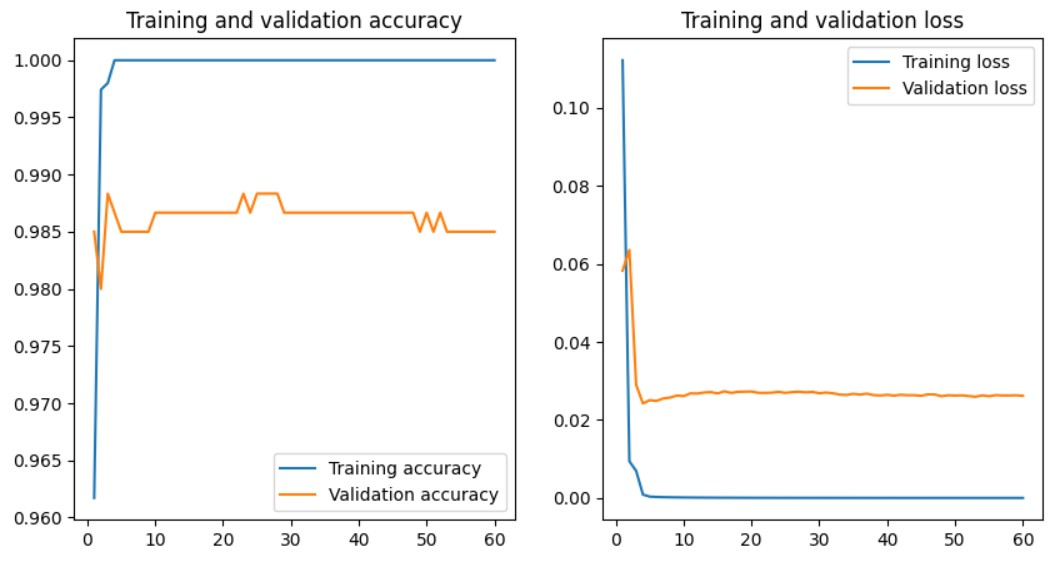 Training and validation accuracy
1.000
0.995
0.990
0.985
0.980
0.975
0.970
0.965
0.960
Training accuracy
Validation accuracy
0 10 20 30 40 50 60
Training and validation loss
Training loss
Validation loss
0.10
0.08
0.06
0.04
0.02
0.00
0 10 20 30 40 50 60